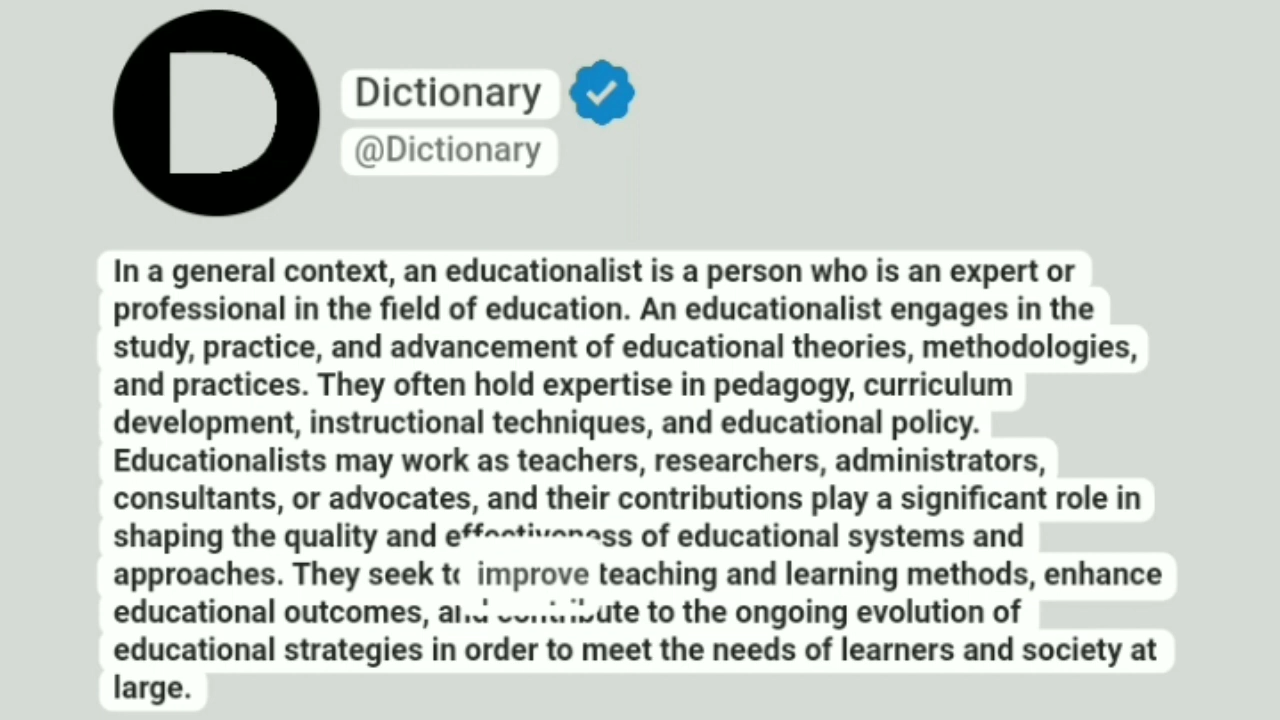 D
Dictionary
@Dictionary
In a general context, an educationalist is a person who is an expert or
professional in the field of education. An educationalist engages in the
study, practice, and advancement of educational theories, methodologies,
and practices. They often hold expertise in pedagogy, curriculum
development, instructional techniques, and educational policy.
Educationalists may work as teachers, researchers, administrators,
consultants, or advocates, and their contributions play a significant role in
shaping the quality and effectiveness of educational systems and
approaches. They seek to improve teaching and learning methods, enhance
educational outcomes, and contribute to the ongoing evolution of
educational strategies in order to meet the needs of learners and society at
large.